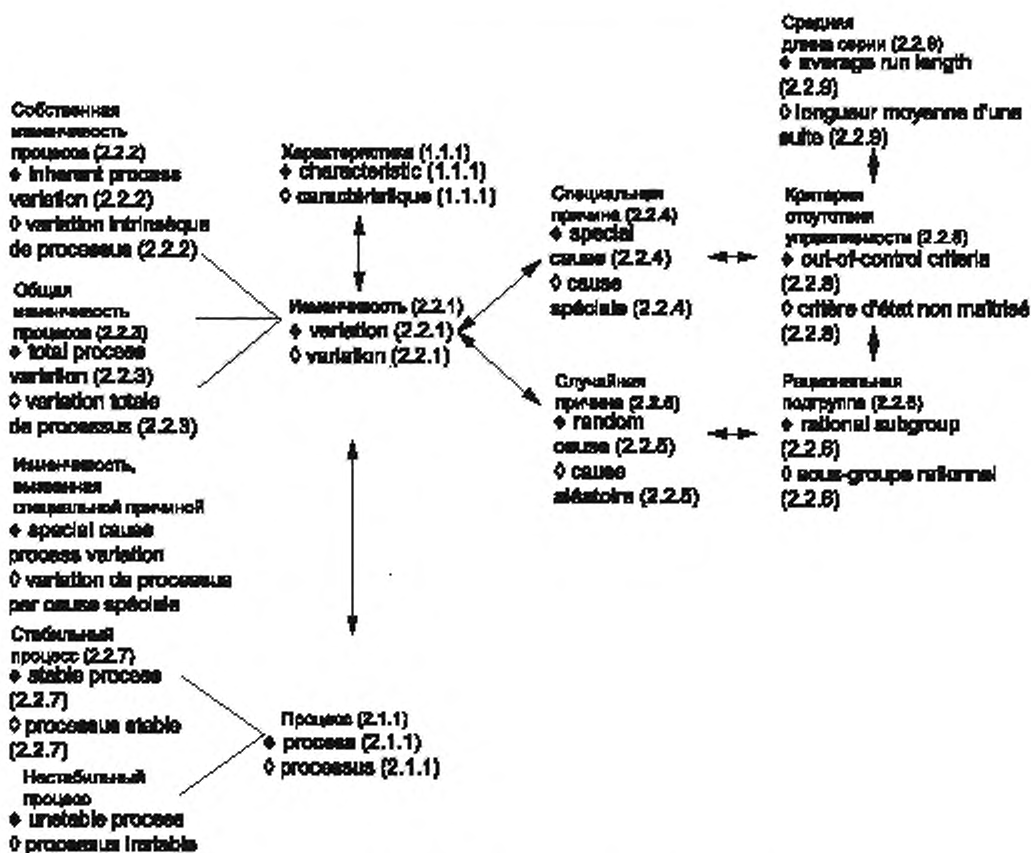 Собственная
изменчивость
процесса (2.2.2)
♦ inherent process
variation (2.2.2)
◊ variation intrinsèque
de processus (2.2.2)
Общая
изменчивость
процесса (2.2.3)
♦ total process
variation (2.2.3)
◊ variation totale
de processus (2.2.3)
Изменчивость,
вызванная
специальной причиной
♦ special cause
process variation
◊ variation de processus
par cause spéciale
Стабильный
процесс (2.2.7)
♦ stable process
(2.2.7)
◊ processus stable
(2.2.7)
Нестабильный
процесс
♦ unstable process
◊ processus instable
Характеристика (1.1.1)
♦ characteristic (1.1.1)
◊ caractéristique (1.1.1)
Изменчивость (2.2.1)
♦ variation (2.2.1)
◊ variation (2.2.1)
Процесс (2.1.1)
♦ process (2.1.1)
◊ processus (2.1.1)
Специальная
причина (2.2.4)
♦ special
cause (2.2.4)
◊ cause
spéciale (2.2.4)
Случайная
причина (2.2.5)
♦ random
cause (2.2.5)
◊ cause
aléatoire (2.2.5)
Средняя
длина серии (2.2.9)
♦ average run length
(2.2.9)
◊ longueur moyenne d'une
suite (2.2.9)
Критерии
отсутствия
управляемости (2.2.8)
♦ out-of-control criteria
(2.2.8)
◊ critère d'état non maîtrisé
(2.2.8)
Рациональная
подгруппа (2.2.6)
♦ rational subgroup
(2.2.6)
◊ sous-groupe rationnel
(2.2.6)